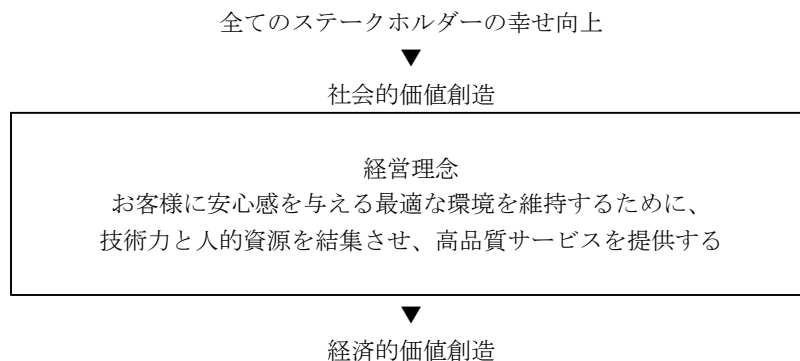 全てのステークホルダーの幸せ向上
▼
社会的価値創造
経営理念
お客様に安心感を与える最適な環境を維持するために、
技術力と人的資源を結集させ、高品質サービスを提供する
▼
経済的価値創造